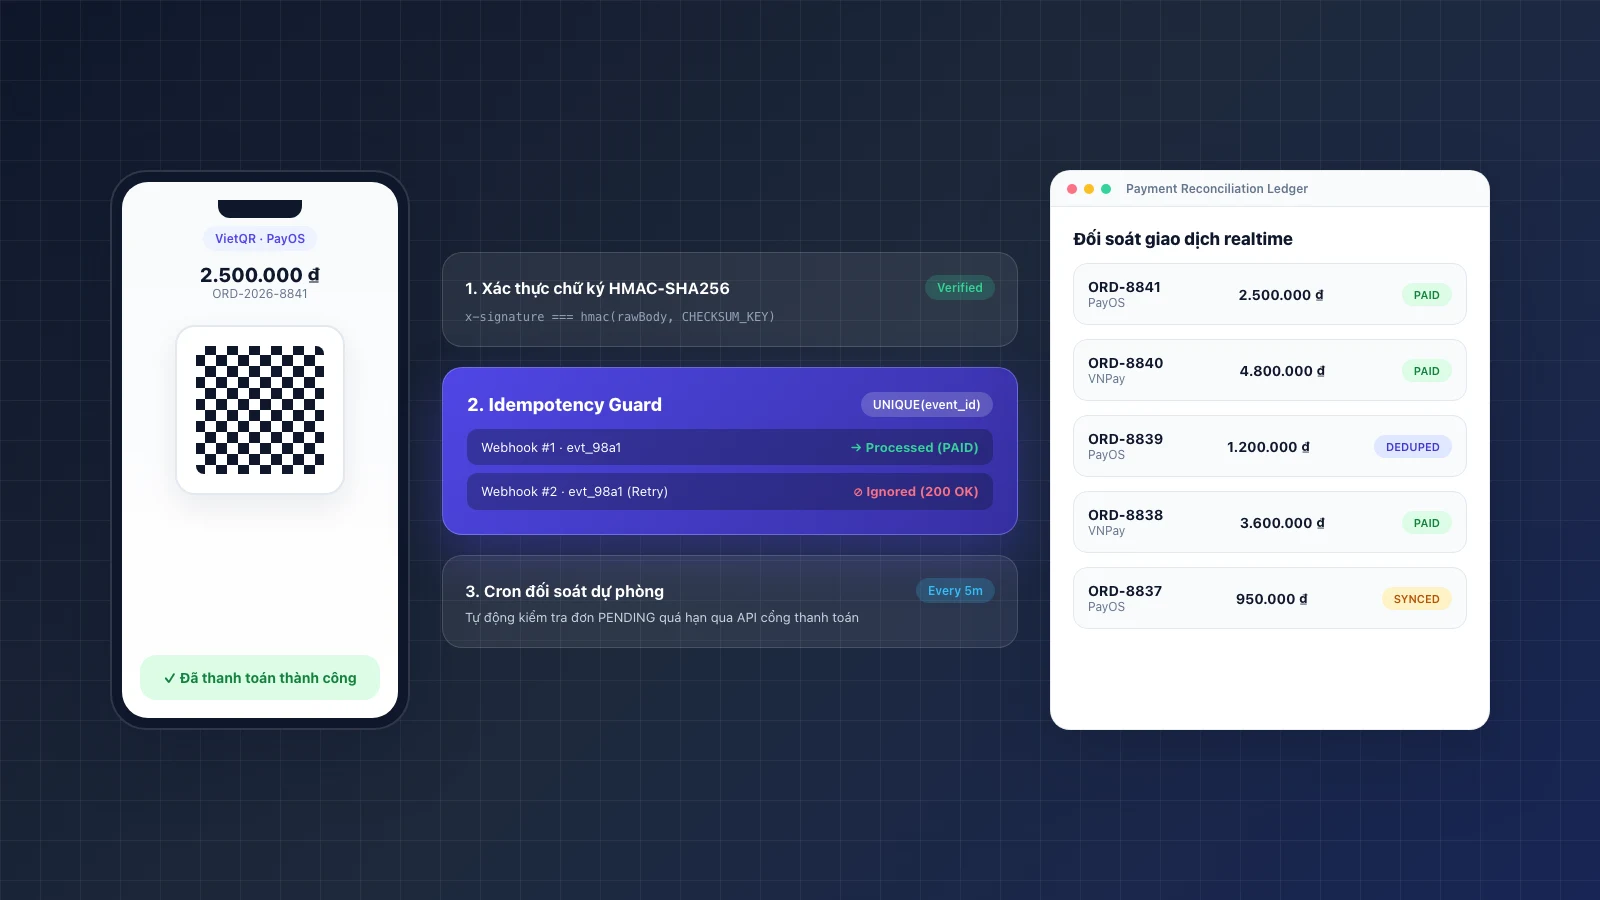 VietQR · PayOS
2.500.000 ₫
ORD-2026-8841
✓ Đã thanh toán thành công
1. Xác thực chữ ký HMAC-SHA256
Verified
x-signature === hmac(rawBody, CHECKSUM_KEY)
2. Idempotency Guard
UNIQUE(event_id)
Webhook #1 · evt_98a1
→ Processed (PAID)
Webhook #2 · evt_98a1 (Retry)
⊘ Ignored (200 OK)
3. Cron đối soát dự phòng
Every 5m
Tự động kiểm tra đơn PENDING quá hạn qua API cổng thanh toán
Payment Reconciliation Ledger
Đối soát giao dịch realtime
ORD-8841
PayOS
2.500.000 ₫
PAID
ORD-8840
VNPay
4.800.000 ₫
PAID
ORD-8839
PayOS
1.200.000 ₫
DEDUPED
ORD-8838
VNPay
3.600.000 ₫
PAID
ORD-8837
PayOS
950.000 ₫
SYNCED